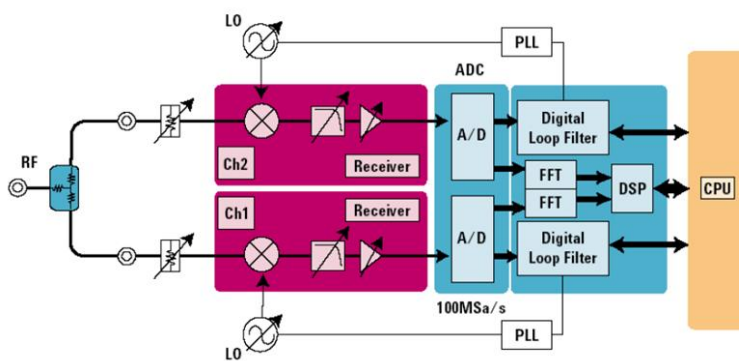 LO
PLL
ADC
RF
Ch2
Receiver
A/D
Digital
Loop Filter
FFT
FFT
DSP
CPU
Ch1
Receiver
A/D
Digital
Loop Filter
100MSa/s
LO
PLL